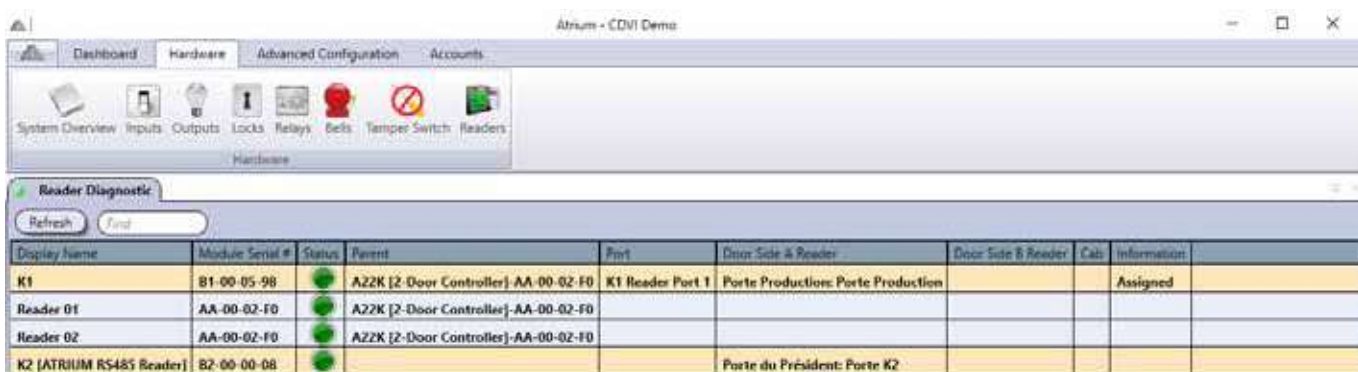 Atrium - CDVI Demo
Dashboard Hardware Advanced Configuration Accounts
System Overview Inputs Outputs Locks Relays Bells Tamper Switch Readers
Hardware
Reader Diagnostic
Refresh Find
Display Name Module Serial # Status Parent Port Door Side A Reader Door Side B Reader Cab Information
K1 B1-00-05-98 A22K [2-Door Controller]-AA-00-02-F0 K1 Reader Port 1 Porte Production: Porte Production Assigned
Reader 01 AA-00-02-F0 A22K [2-Door Controller]-AA-00-02-F0
Reader 02 AA-00-02-F0 A22K [2-Door Controller]-AA-00-02-F0
K2 [ATRIUM RS485 Reader] B2-00-00-08 Porte du Président: Porte K2